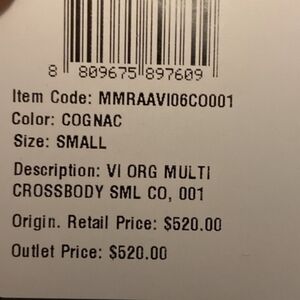 8 809675 897609
Item Code: MMRAAVI06CO001
Color: COGNAC
Size: SMALL
Description: VI ORG MULTI
CROSSBODY SML CO, 001
Origin. Retail Price: $520.00
Outlet Price: $520.00